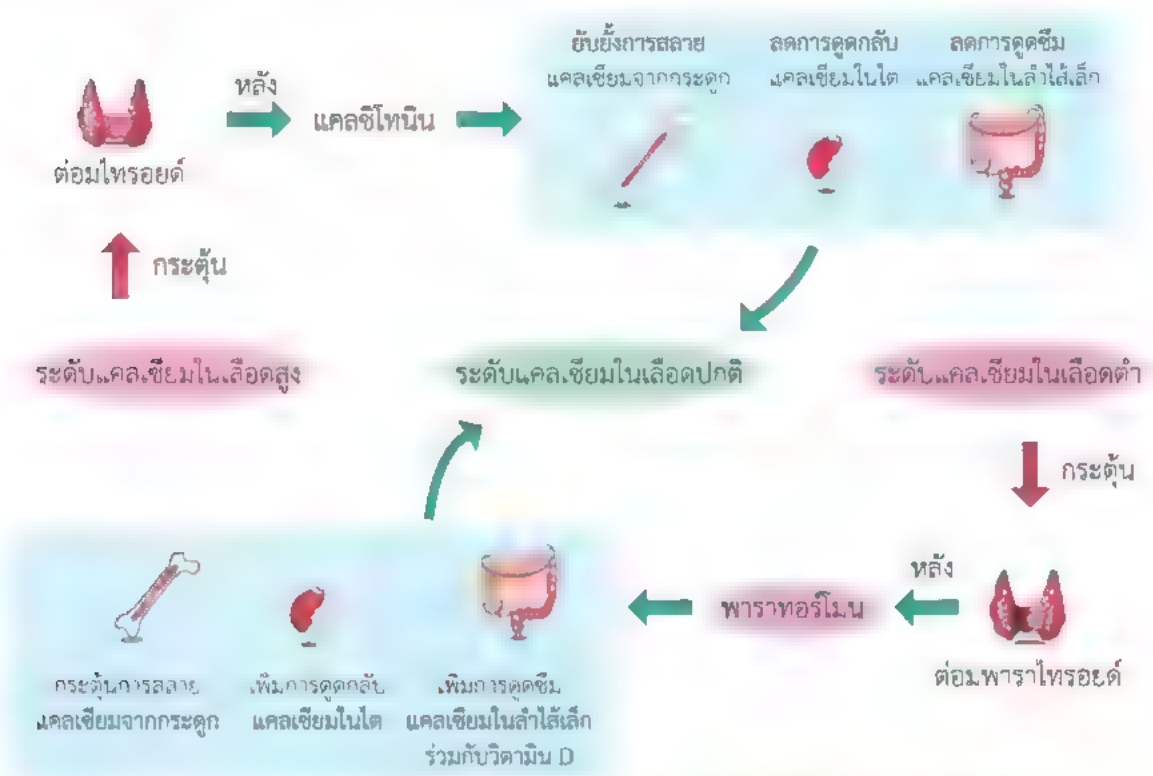 ยับยั้งการสลาย
แคลเซียมจากกระดูก
ลดการดูดกลับ
แคลเซียมในไต
ลดการดูดซึม
แคลเซียมในลำไส้เล็ก
หลั่ง
แคลซิโทนิน
ต่อมไทรอยด์
กระตุ้น
ระดับแคลเซียมในเลือดสูง
ระดับแคลเซียมในเลือดปกติ
ระดับแคลเซียมในเลือดต่ำ
กระตุ้น
หลั่ง
พาราทอร์โมน
ต่อมพาราไทรอยด์
กระตุ้นการสลาย
แคลเซียมจากกระดูก
เพิ่มการดูดกลับ
แคลเซียมในไต
เพิ่มการดูดซึม
แคลเซียมในลำไส้เล็ก
ร่วมกับวิตามิน D